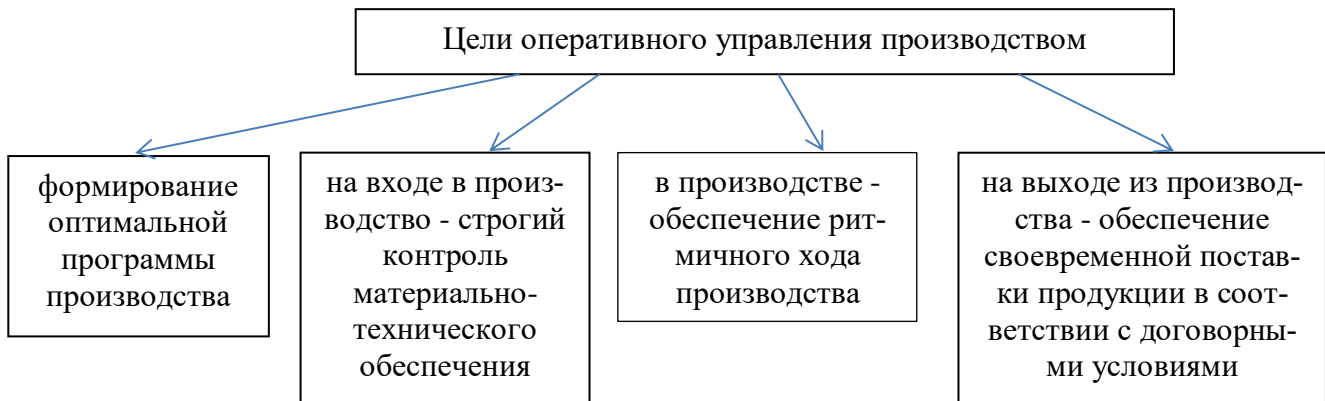 Цели оперативного управления производством
формирование
оптимальной
программы
производства
на входе в произ-
водство - строгий
контроль
материально-
технического
обеспечения
в производстве -
обеспечение рит-
мичного хода
производства
на выходе из производ-
ства - обеспечение
своевременной постав-
ки продукции в соот-
ветствии с договорны-
ми условиями